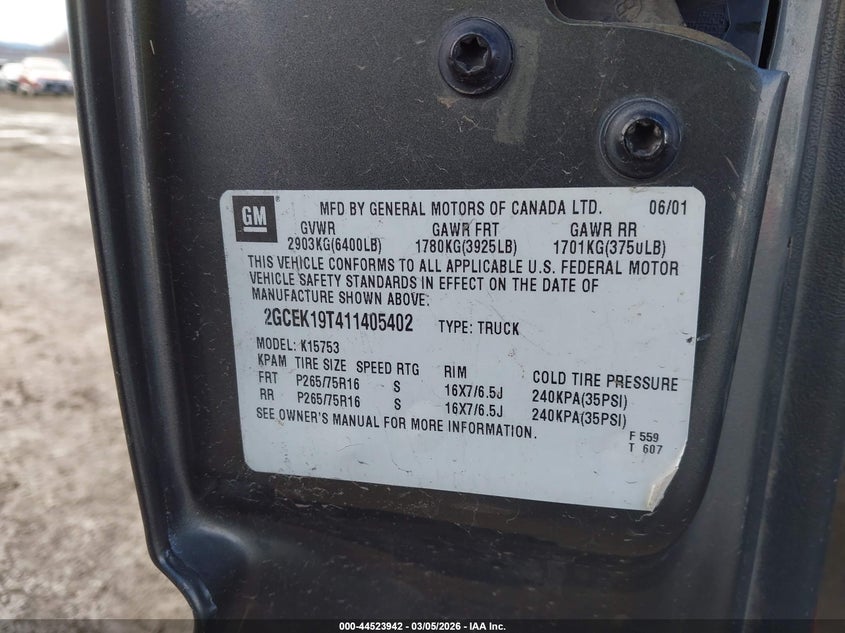 GM ® MFD BY GENERAL MOTORS OF CANADA LTD. 06/01
GVWR GAWR FRT GAWR RR
2903KG(6400LB) 1780KG(3925LB) 1701KG(375uLB)
THIS VEHICLE CONFORMS TO ALL APPLICABLE U.S. FEDERAL MOTOR
VEHICLE SAFETY STANDARDS IN EFFECT ON THE DATE OF
MANUFACTURE SHOWN ABOVE.
2GCEK19T411405402 TYPE: TRUCK
MODEL: K15753
KPAM TIRE SIZE SPEED RTG RIM COLD TIRE PRESSURE
FRT P265/75R16 S 16X7/6.5J 240KPA(35PSI)
RR P265/75R16 S 16X7/6.5J 240KPA(35PSI)
SEE OWNER'S MANUAL FOR MORE INFORMATION.
F 559
T 607
000-44523942 — 03/05/2026 — IAA Inc.